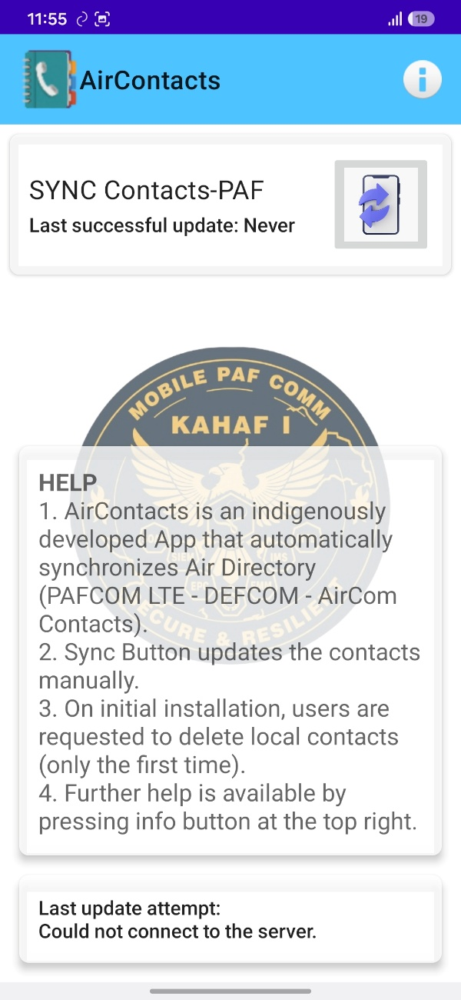 11:55
19
AirContacts
SYNC Contacts-PAF
Last successful update: Never
MOBILE PAF COMM
KAHAF I
HELP
1. AirContacts is an indigenously
developed App that automatically
synchronizes Air Directory
(PAFCOM LTE - DEFCOM - AirCom
Contacts).
2. Sync Button updates the contacts
manually.
3. On initial installation, users are
requested to delete local contacts
(only the first time).
4. Further help is available by
pressing info button at the top right.
SIEM
IMS
EPC
SECURE & RESILIENT
Last update attempt:
Could not connect to the server.